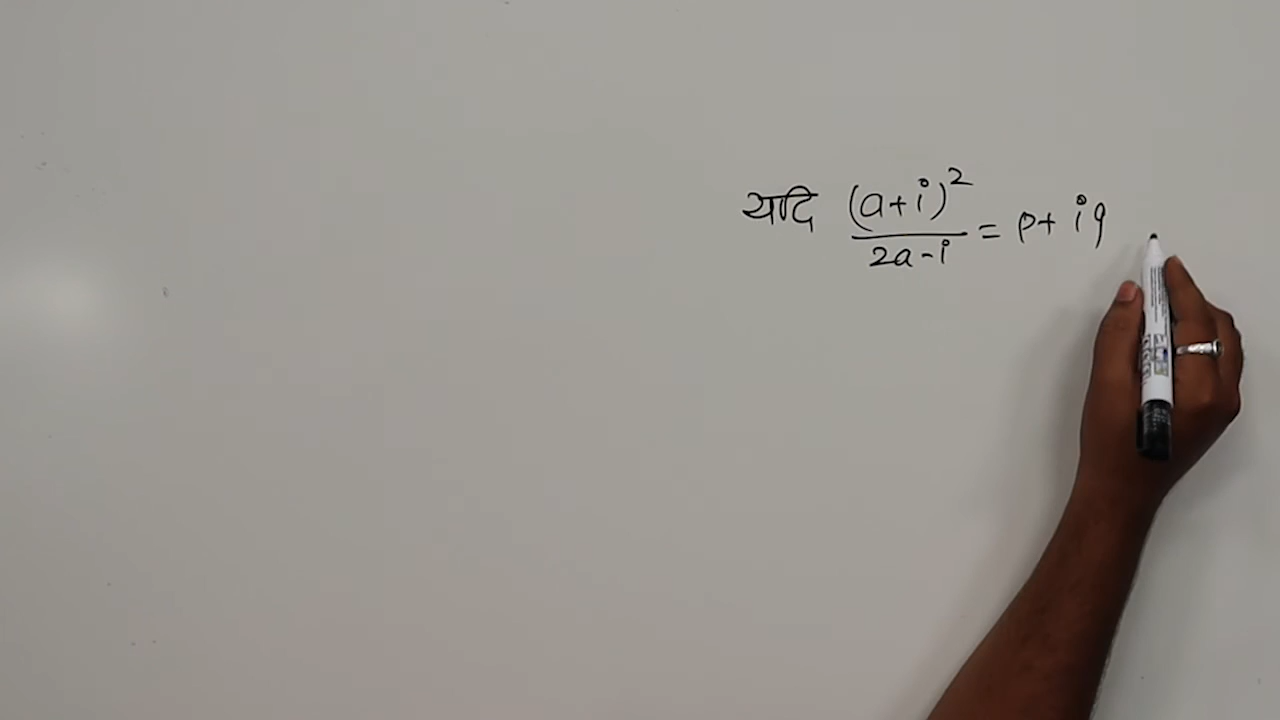 यदि (a+i)²/2a-i = p+iq